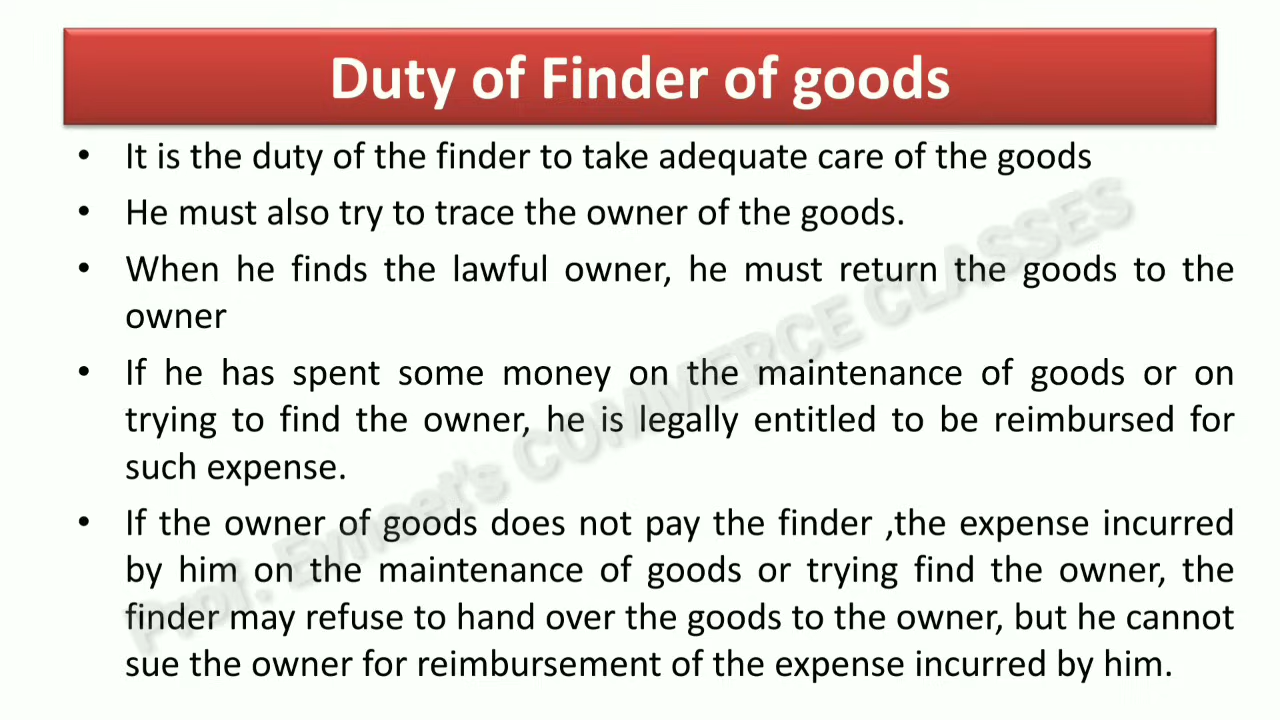 Duty of Finder of goods
• It is the duty of the finder to take adequate care of the goods
• He must also try to trace the owner of the goods.
• When he finds the lawful owner, he must return the goods to the
owner
• If he has spent some money on the maintenance of goods or on
trying to find the owner, he is legally entitled to be reimbursed for
such expense.
• If the owner of goods does not pay the finder ,the expense incurred
by him on the maintenance of goods or trying find the owner, the
finder may refuse to hand over the goods to the owner, but he cannot
sue the owner for reimbursement of the expense incurred by him.
Prof. Evneet's COMMERCE CLASSES